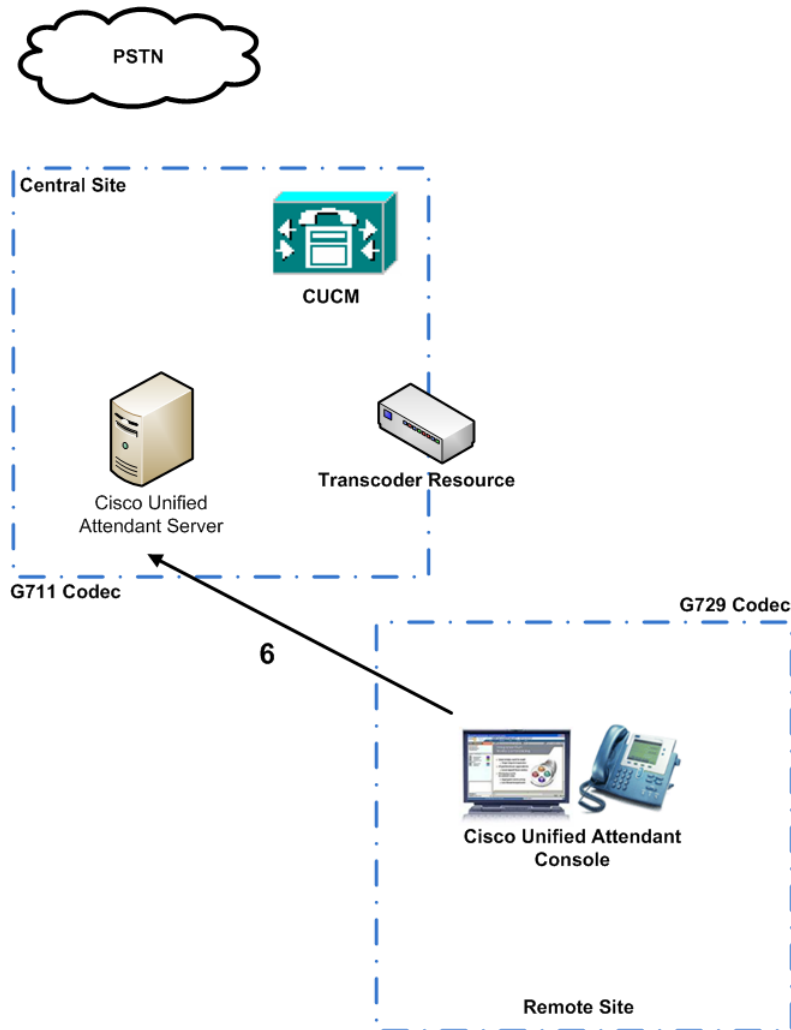 PSTN
Central Site
CUCM
Transcoder Resource
Cisco Unified
Attendant Server
G711 Codec
G729 Codec
6
Cisco Unified Attendant
Console
Remote Site